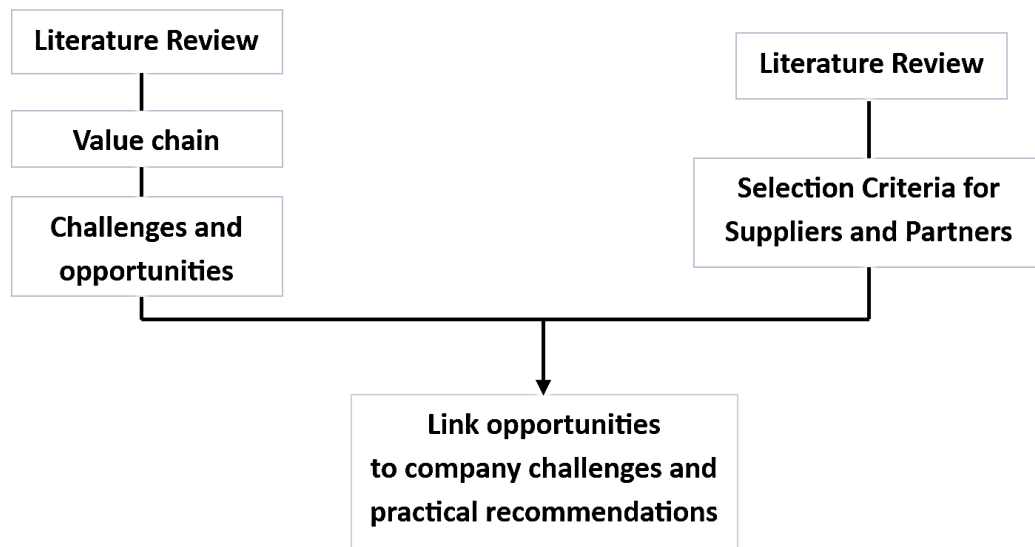 Literature Review
Value chain
Challenges and
opportunities
Literature Review
Selection Criteria for
Suppliers and Partners
Link opportunities
to company challenges and
practical recommendations